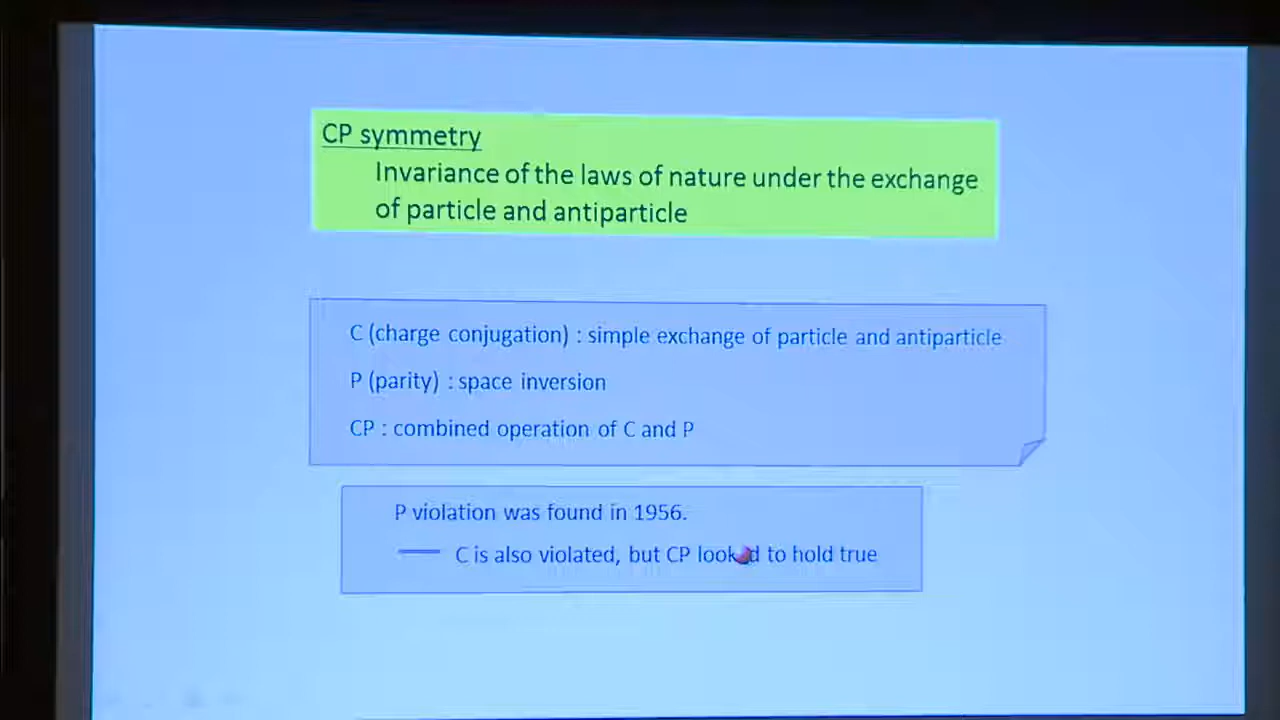 CP symmetry
Invariance of the laws of nature under the exchange
of particle and antiparticle
C (charge conjugation) : simple exchange of particle and antiparticle
P (parity) : space inversion
CP : combined operation of C and P
P violation was found in 1956.
C is also violated, but CP looked to hold true